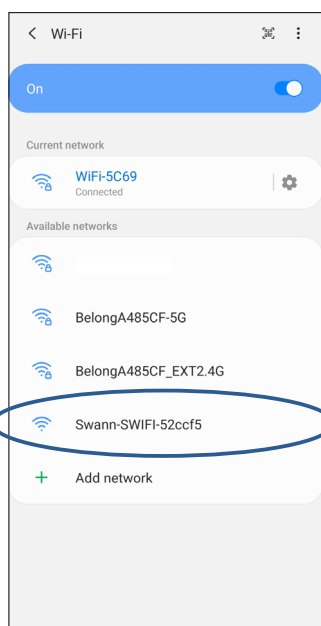 Wi-Fi
On
Current network
WiFi-5C69
Connected
Available networks
BelongA485CF-5G
BelongA485CF_EXT2.4G
Swann-SWIFI-52ccf5
Add network